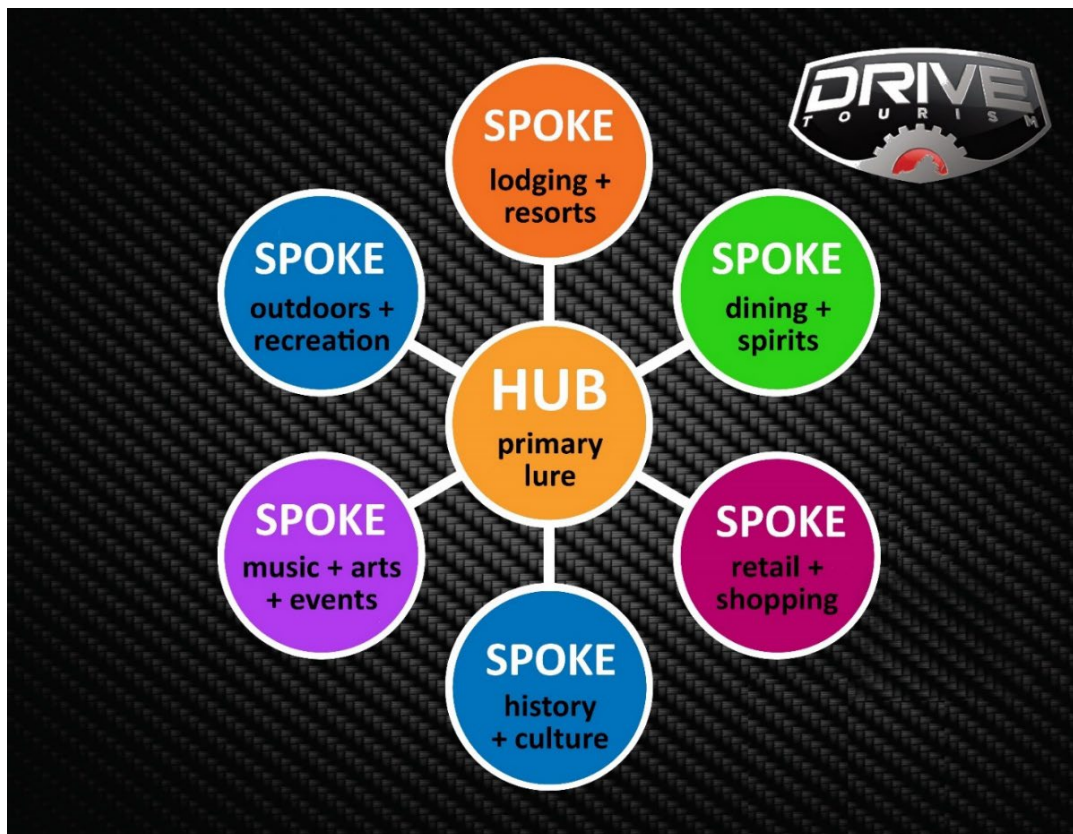 DRIVE
TOURISM
SPOKE
lodging +
resorts
SPOKE
outdoors +
recreation
SPOKE
dining +
spirits
HUB
primary
lure
SPOKE
music + arts
+ events
SPOKE
retail +
shopping
SPOKE
history
+ culture